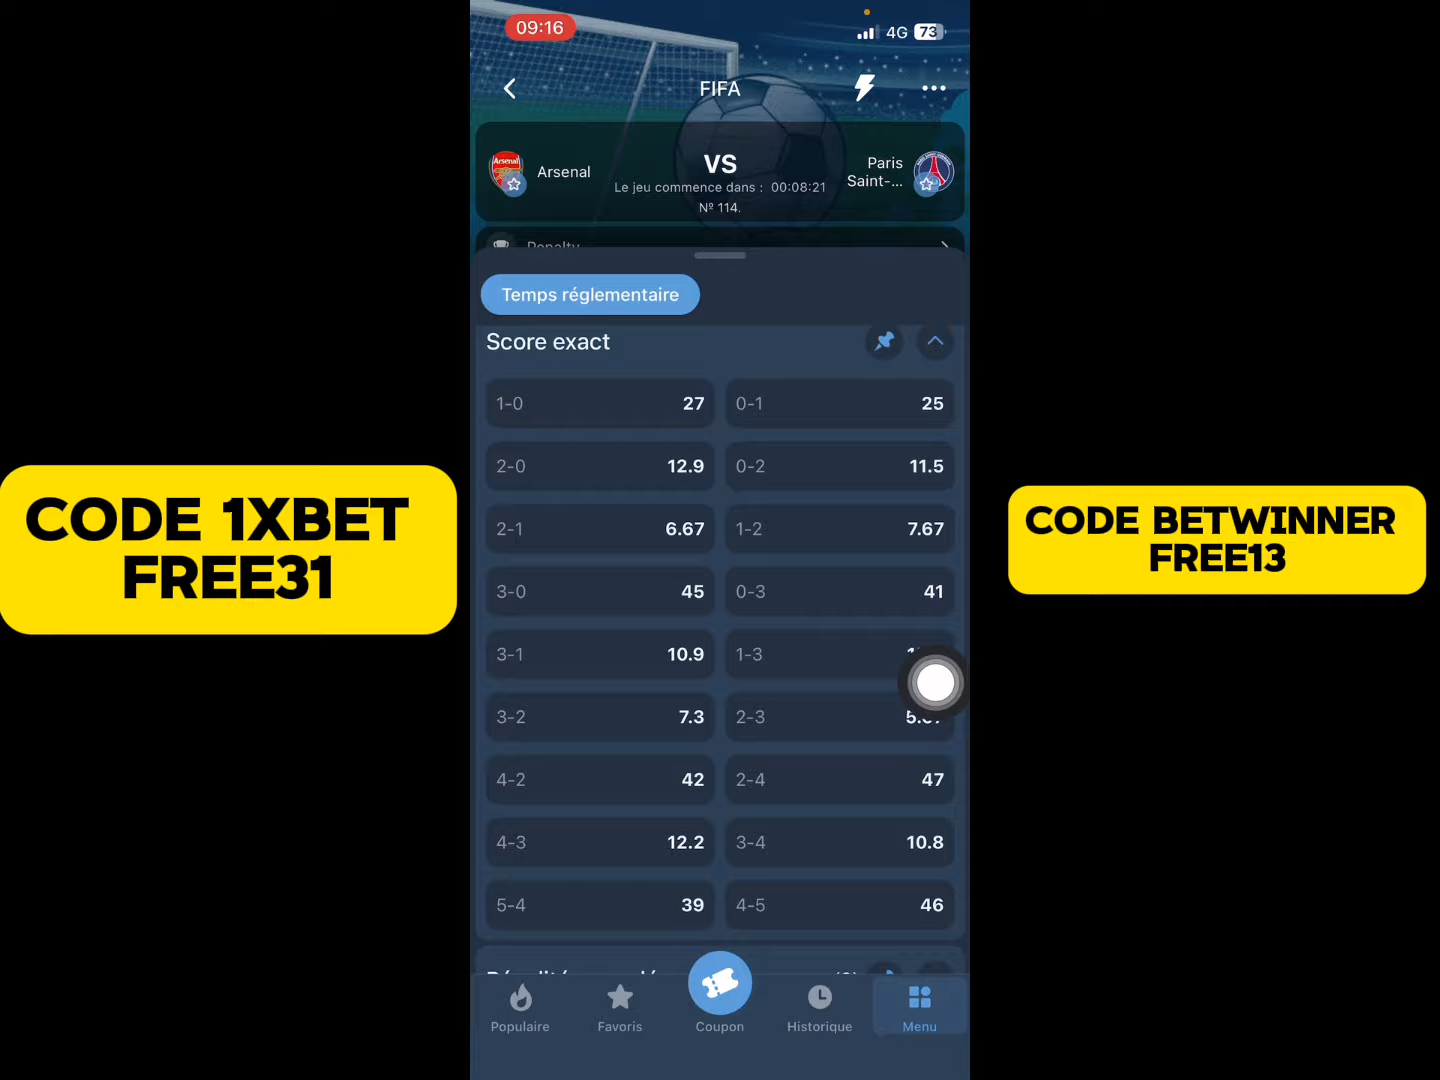 09:16
4G 73
FIFA
Arsenal
VS
Paris
Saint-...
Le jeu commence dans : 00:08:21
Nº 114.
Penalty
Temps réglementaire
Score exact
1-0 27 0-1 25
2-0 12.9 0-2 11.5
2-1 6.67 1-2 7.67
3-0 45 0-3 41
3-1 10.9 1-3
3-2 7.3 2-3
4-2 42 2-4 47
4-3 12.2 3-4 10.8
5-4 39 4-5 46
Populaire Favoris Coupon Historique Menu
CODE 1XBET
FREE31
CODE BETWINNER
FREE13